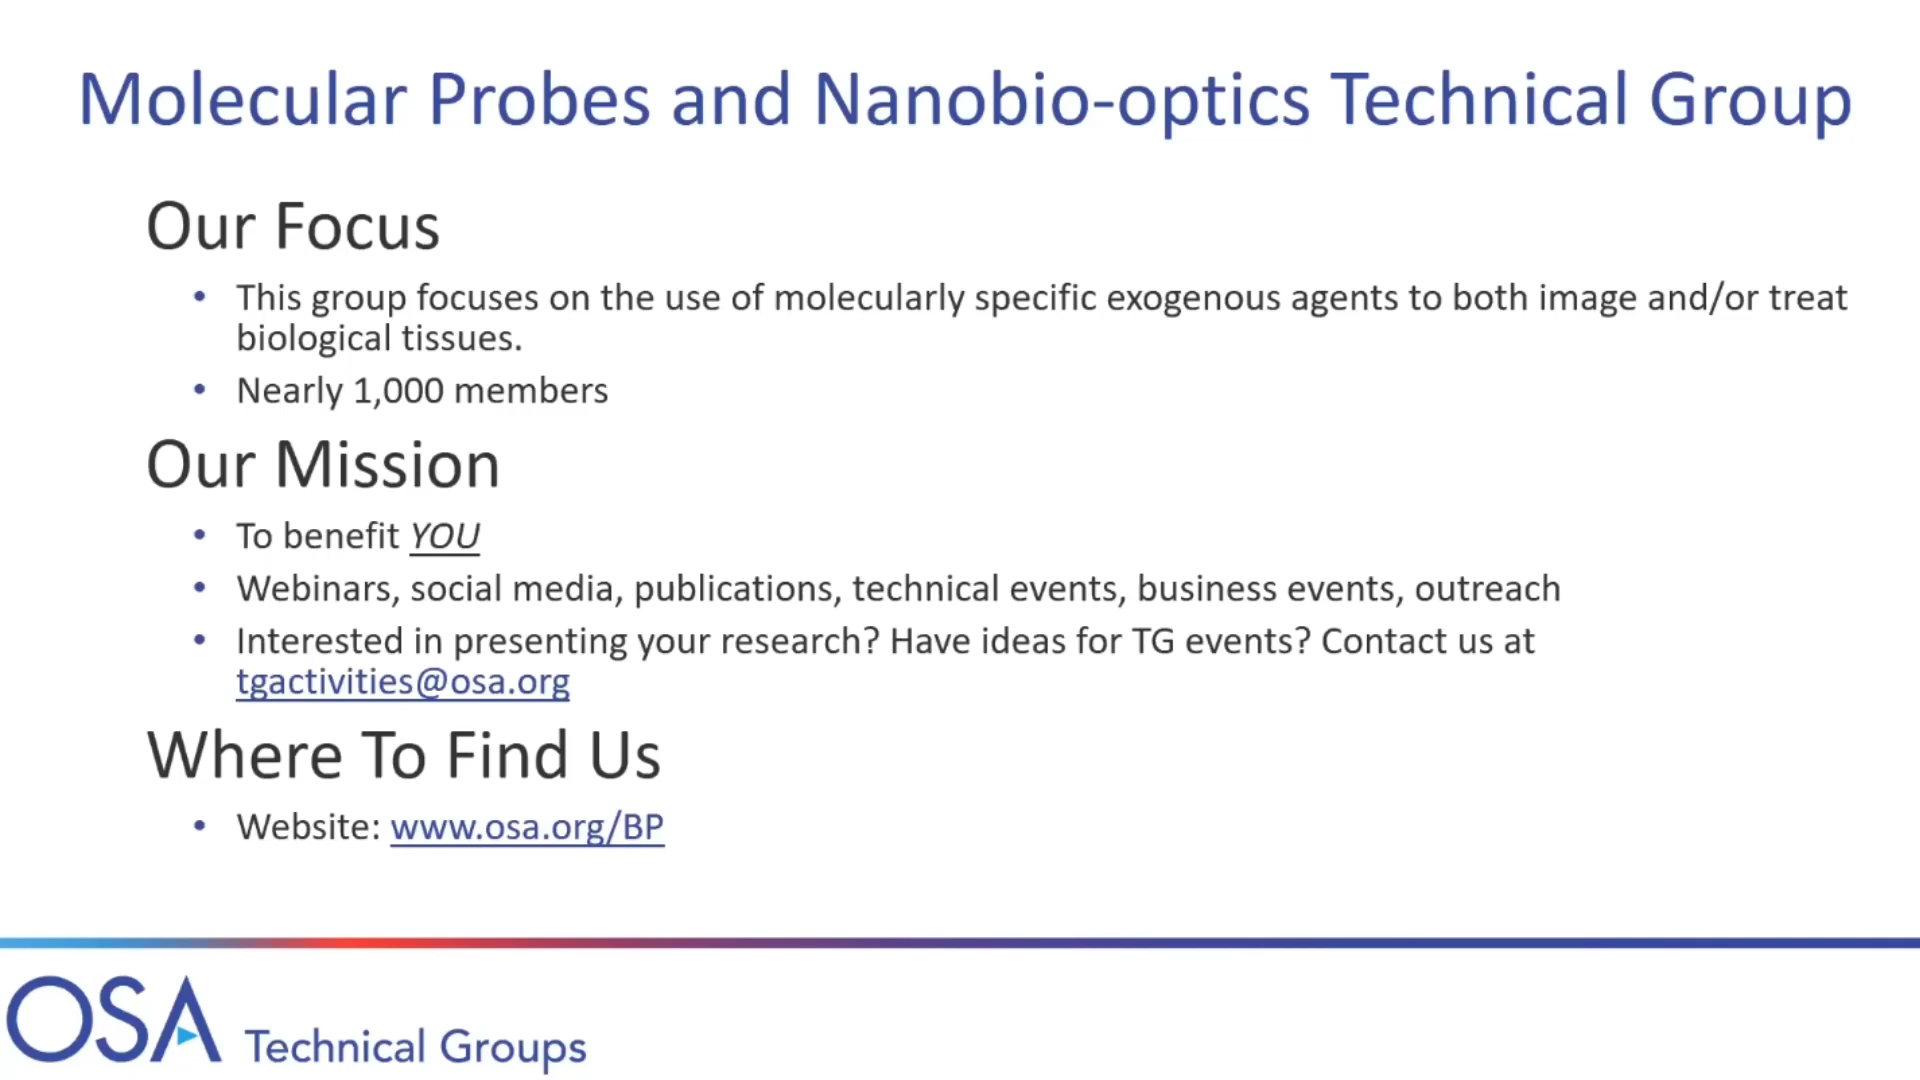 Molecular Probes and Nanobio-optics Technical Group
Our Focus
• This group focuses on the use of molecularly specific exogenous agents to both image and/or treat
biological tissues.
• Nearly 1,000 members
Our Mission
• To benefit YOU
• Webinars, social media, publications, technical events, business events, outreach
• Interested in presenting your research? Have ideas for TG events? Contact us at
tgactivities@osa.org
Where To Find Us
• Website: www.osa.org/BP
OSA Technical Groups